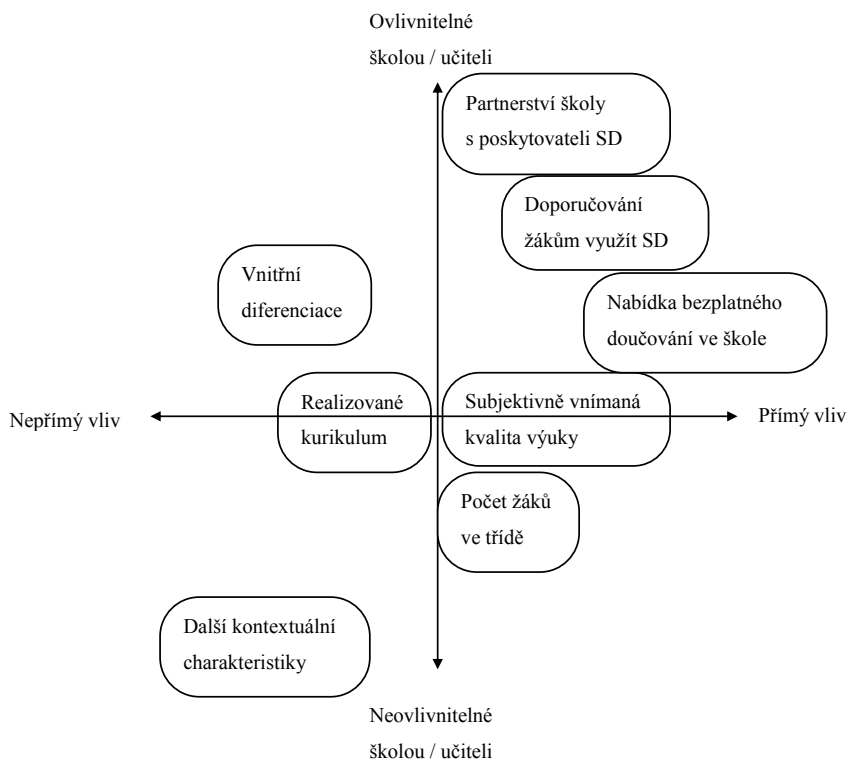 Ovlivnitelné
školou / učiteli
Partnerství školy
s poskytovateli SD
Doporučování
žákům využít SD
Vnitřní
diferenciace
Nabídka bezplatného
doučování ve škole
Nepřímý vliv
Realizované
kurikulum
Subjektivně vnímaná
kvalita výuky
Přímý vliv
Počet žáků
ve třídě
Další kontextuální
charakteristiky
Neovlivnitelné
školou / učiteli